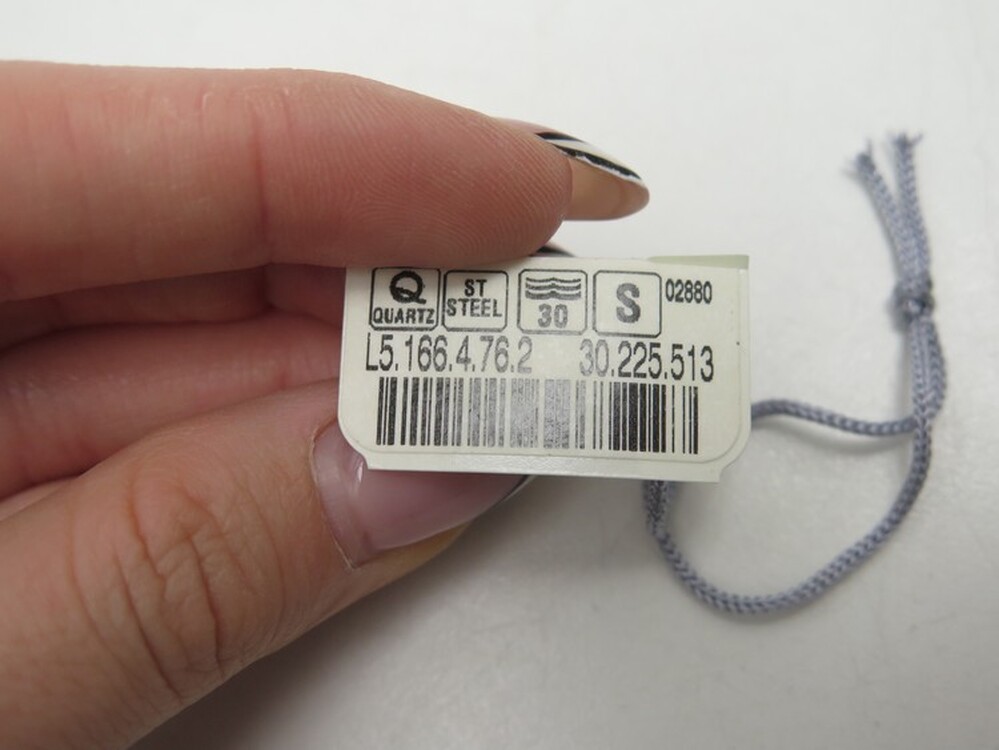 Q QUARTZ ST STEEL 30 S 02880
L5.166.4.76.2 30.225.513